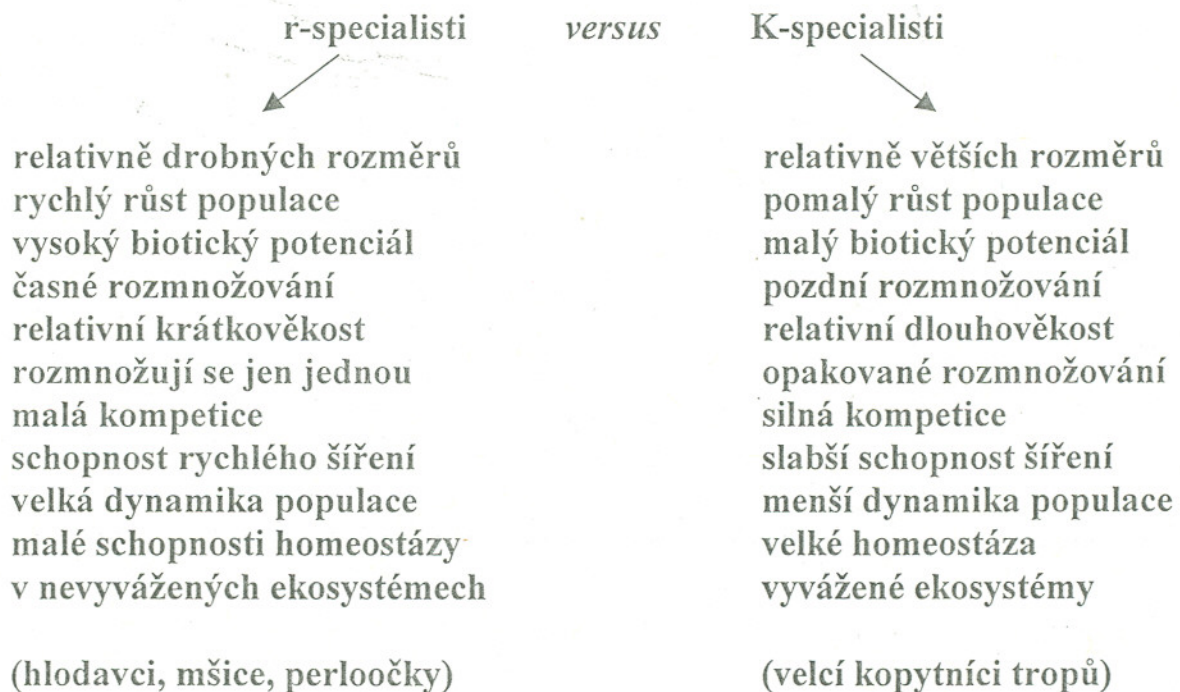 r-specialisti versus K-specialisti
relativně drobných rozměrů
rychlý růst populace
vysoký biotický potenciál
časné rozmnožování
relativní krátkověkost
rozmnožují se jen jednou
malá kompetice
schopnost rychlého šíření
velká dynamika populace
malé schopnosti homeostázy
v nevyvážených ekosystémech
(hlodavci, mšice, perloočky)
relativně větších rozměrů
pomalý růst populace
malý biotický potenciál
pozdní rozmnožování
relativní dlouhověkost
opakované rozmnožování
silná kompetice
slabší schopnost šíření
menší dynamika populace
velké homeostáza
vyvážené ekosystémy
(velcí kopytníci tropů)